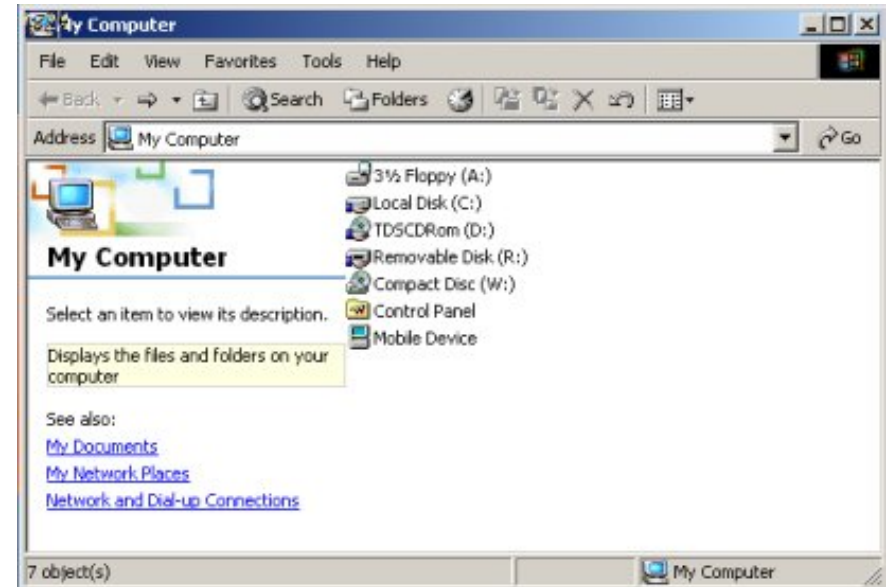 My Computer
File Edit View Favorites Tools Help
Back Search Folders
Address My Computer Go
3½ Floppy (A:)
Local Disk (C:)
TDSCDRom (D:)
Removable Disk (R:)
Compact Disc (W:)
Control Panel
Mobile Device
My Computer
Select an item to view its description.
Displays the files and folders on your
computer
See also:
My Documents
My Network Places
Network and Dial-up Connections
7 object(s) My Computer